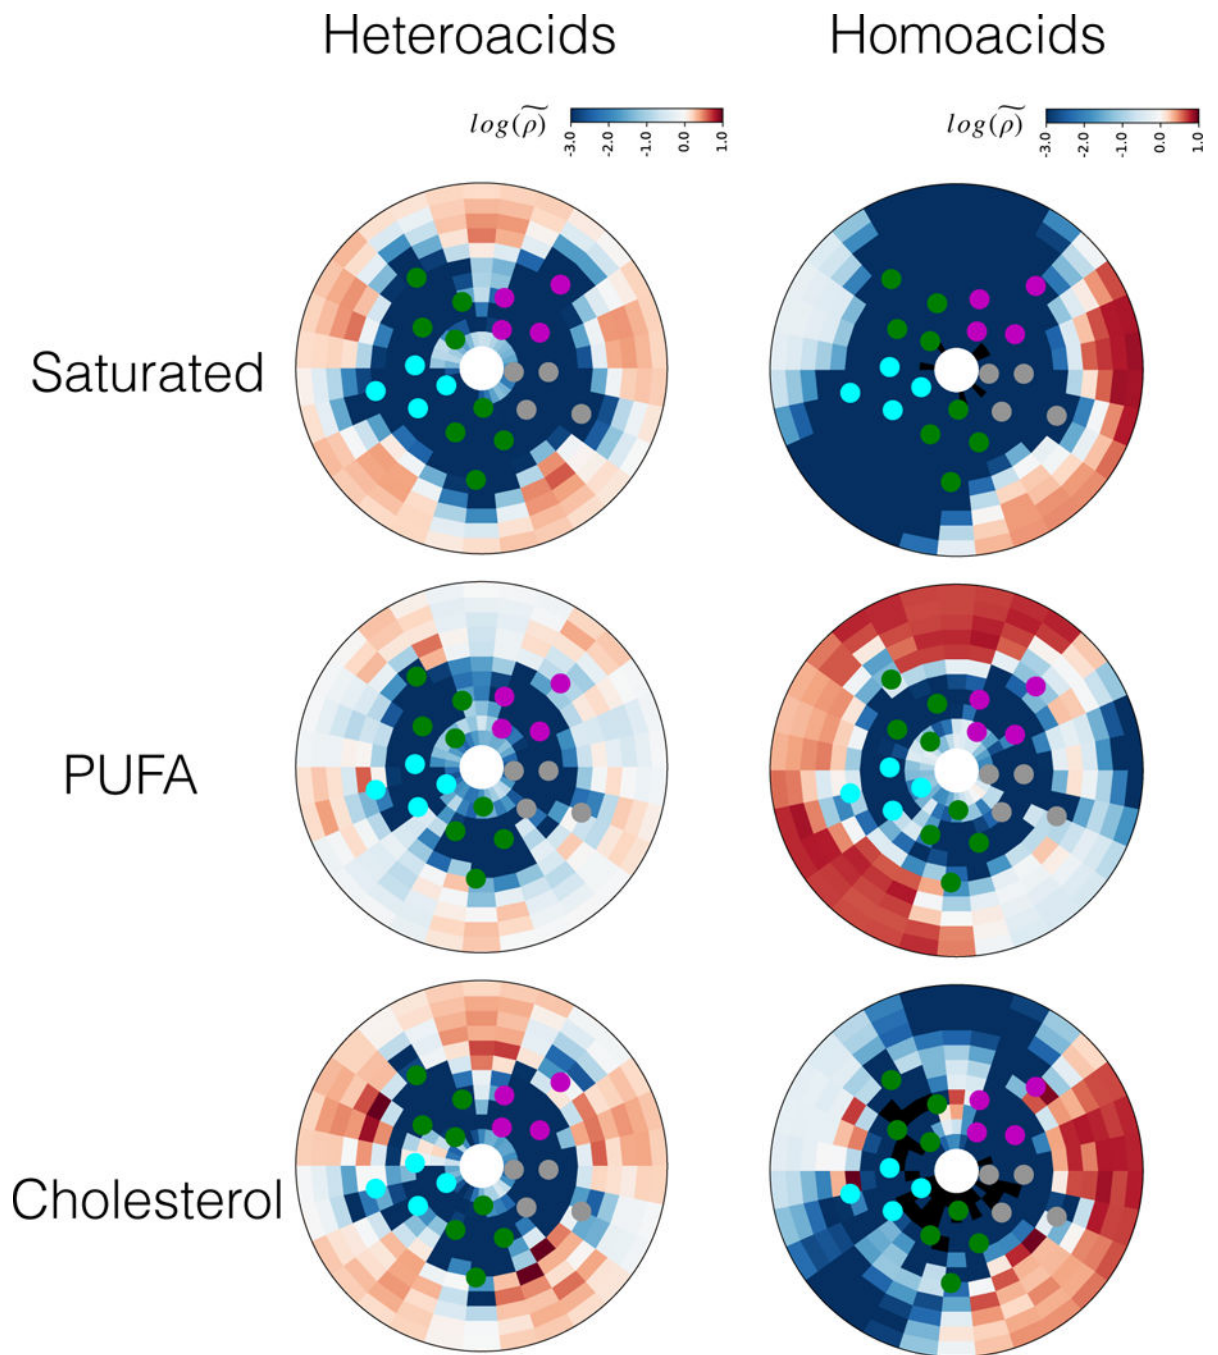 Heteroacids Homoacids
log(ρ̃) -3.0 -2.0 -1.0 0.0 1.0 log(ρ̃) -3.0 -2.0 -1.0 0.0 1.0
Saturated
PUFA
Cholesterol